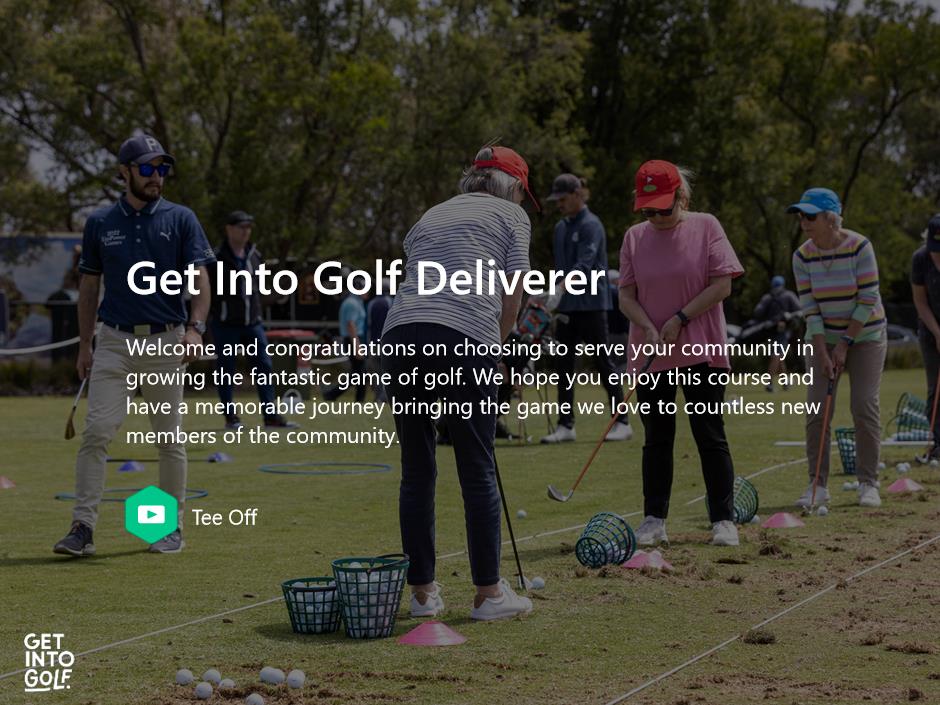 Get Into Golf Deliverer
Welcome and congratulations on choosing to serve your community in
growing the fantastic game of golf. We hope you enjoy this course and
have a memorable journey bringing the game we love to countless new
members of the community.
Tee Off
GET
INTO
GOLF.
P